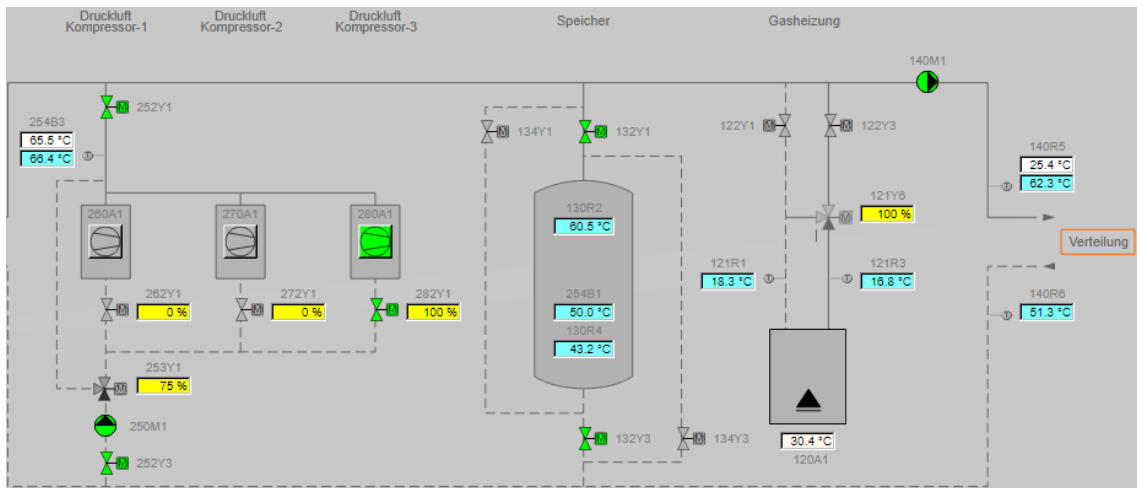 Druckluft
Kompressor-1
Druckluft
Kompressor-2
Druckluft
Kompressor-3
Speicher
Gasheizung
140M1
M 252Y1
254B3
65.5 °C
66.4 °C
T
134Y1
M
M 132Y1
122Y1 M
M 122Y3
140R5
25.4 °C
62.3 °C
T
260A1
270A1
280A1
130R2
60.5 °C
121Y6
M 100 %
Verteilung
121R1
18.3 °C
T
121R3
T 16.8 °C
262Y1
M 0 %
272Y1
M 0 %
282Y1
M 100 %
254B1
50.0 °C
130R4
43.2 °C
140R6
T 51.3 °C
253Y1
M 75 %
250M1
M 252Y3
M 132Y3
M 134Y3
30.4 °C
120A1